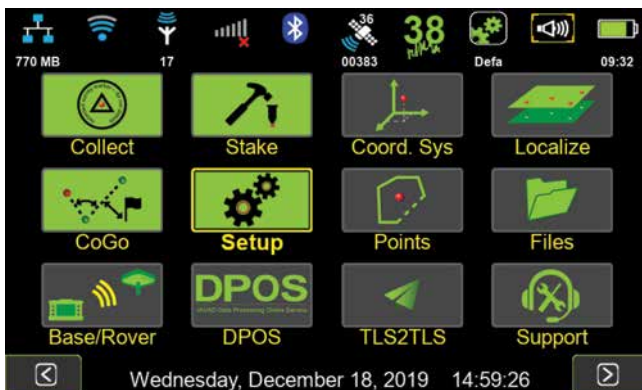 36
38
770 MB 17 00383 Defa 09:32
Collect Stake Coord. Sys Localize
CoGo Setup Points Files
DPOS
Base/Rover DPOS TLS2TLS Support
Wednesday, December 18, 2019 14:59:26